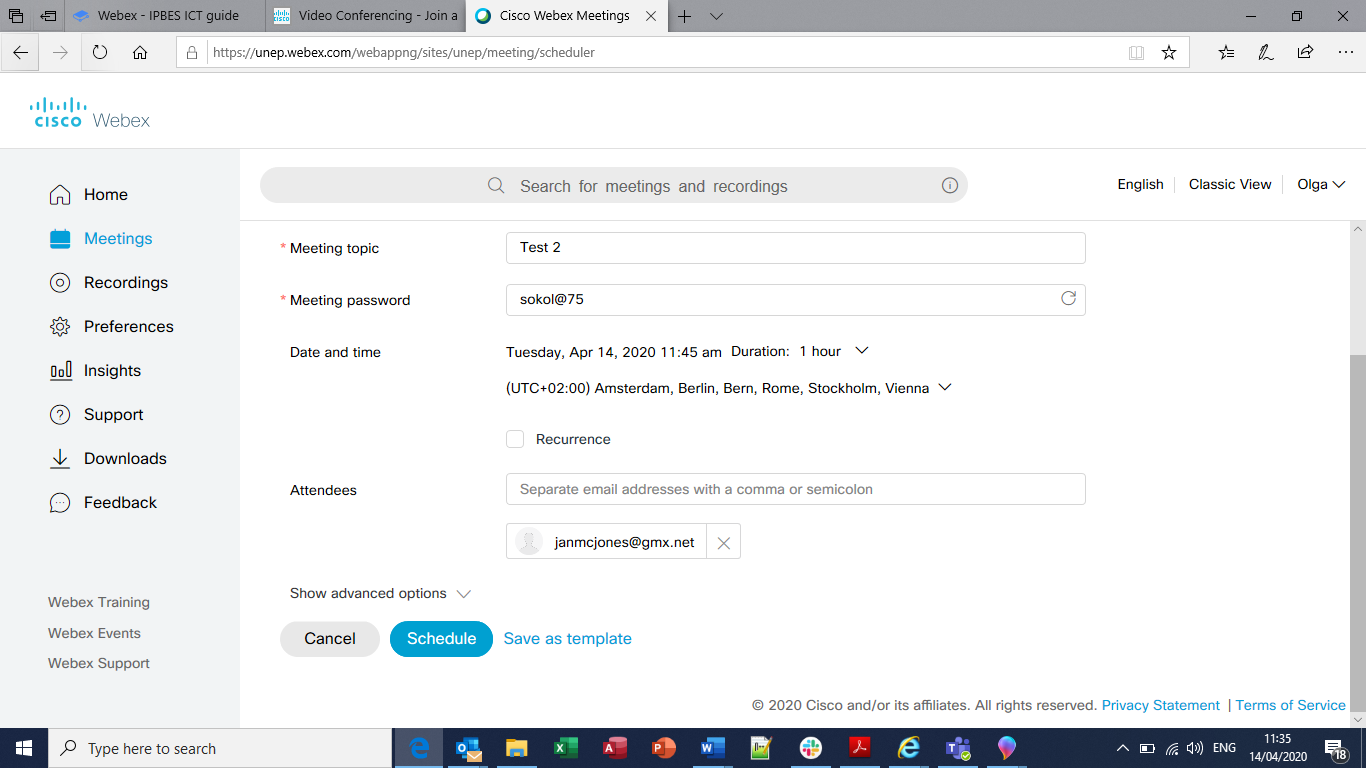 Webex - IPBES ICT guide
Video Conferencing - Join a
Cisco Webex Meetings
https://unep.webex.com/webappng/sites/unep/meeting/scheduler
cisco Webex
Home
Meetings
Recordings
Preferences
Insights
Support
Downloads
Feedback
Webex Training
Webex Events
Webex Support
Search for meetings and recordings
English
Classic View
Olga
* Meeting topic
Test 2
* Meeting password
sokol@75
Date and time
Tuesday, Apr 14, 2020 11:45 am Duration: 1 hour
(UTC+02:00) Amsterdam, Berlin, Bern, Rome, Stockholm, Vienna
Recurrence
Attendees
Separate email addresses with a comma or semicolon
janmcjones@gmx.net
Show advanced options
Cancel
Schedule
Save as template
© 2020 Cisco and/or its affiliates. All rights reserved. Privacy Statement | Terms of Service
Type here to search
ENG
11:35
14/04/2020
18